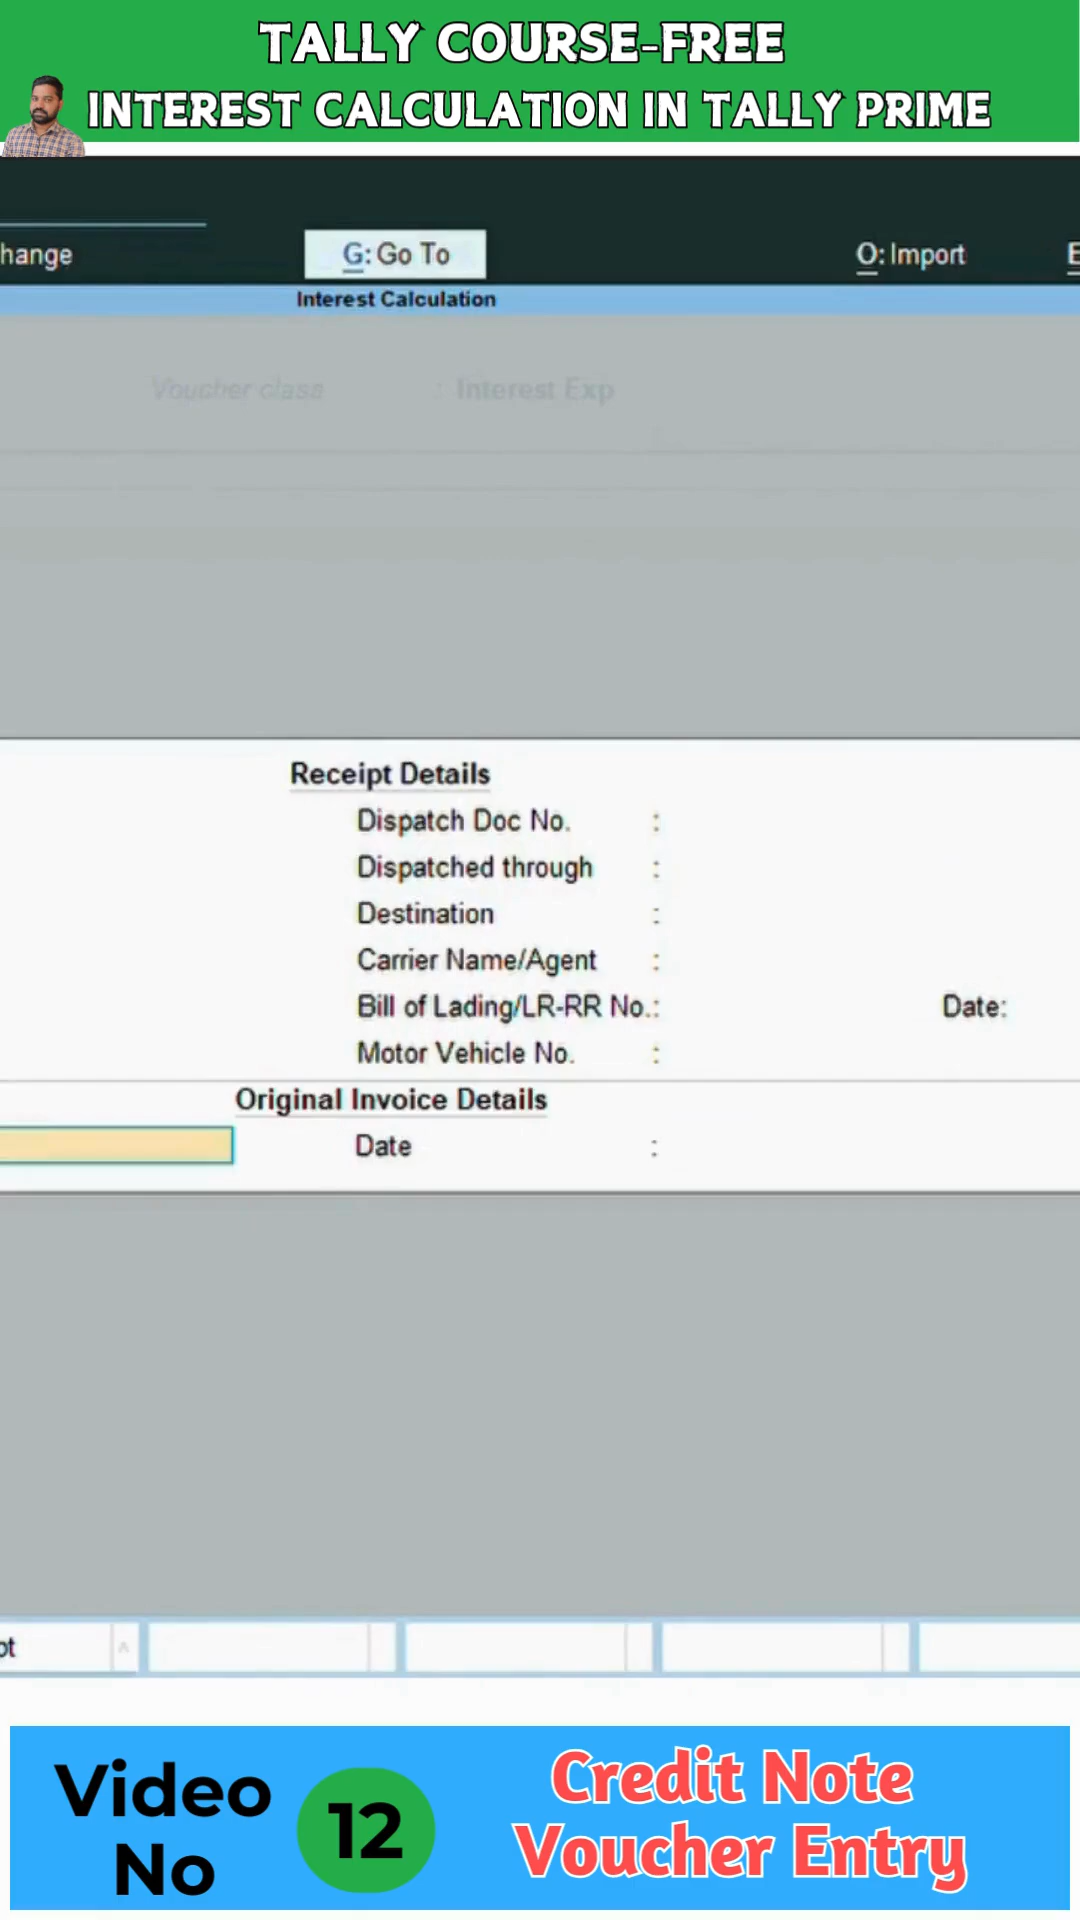 TALLY COURSE-FREE
INTEREST CALCULATION IN TALLY PRIME
hange
G: Go To
O: Import
E
Interest Calculation
Voucher class : Interest Exp
Receipt Details
Dispatch Doc No. :
Dispatched through :
Destination :
Carrier Name/Agent :
Bill of Lading/LR-RR No.: Date:
Motor Vehicle No. :
Original Invoice Details
Date :
ot
Video No 12
Credit Note
Voucher Entry